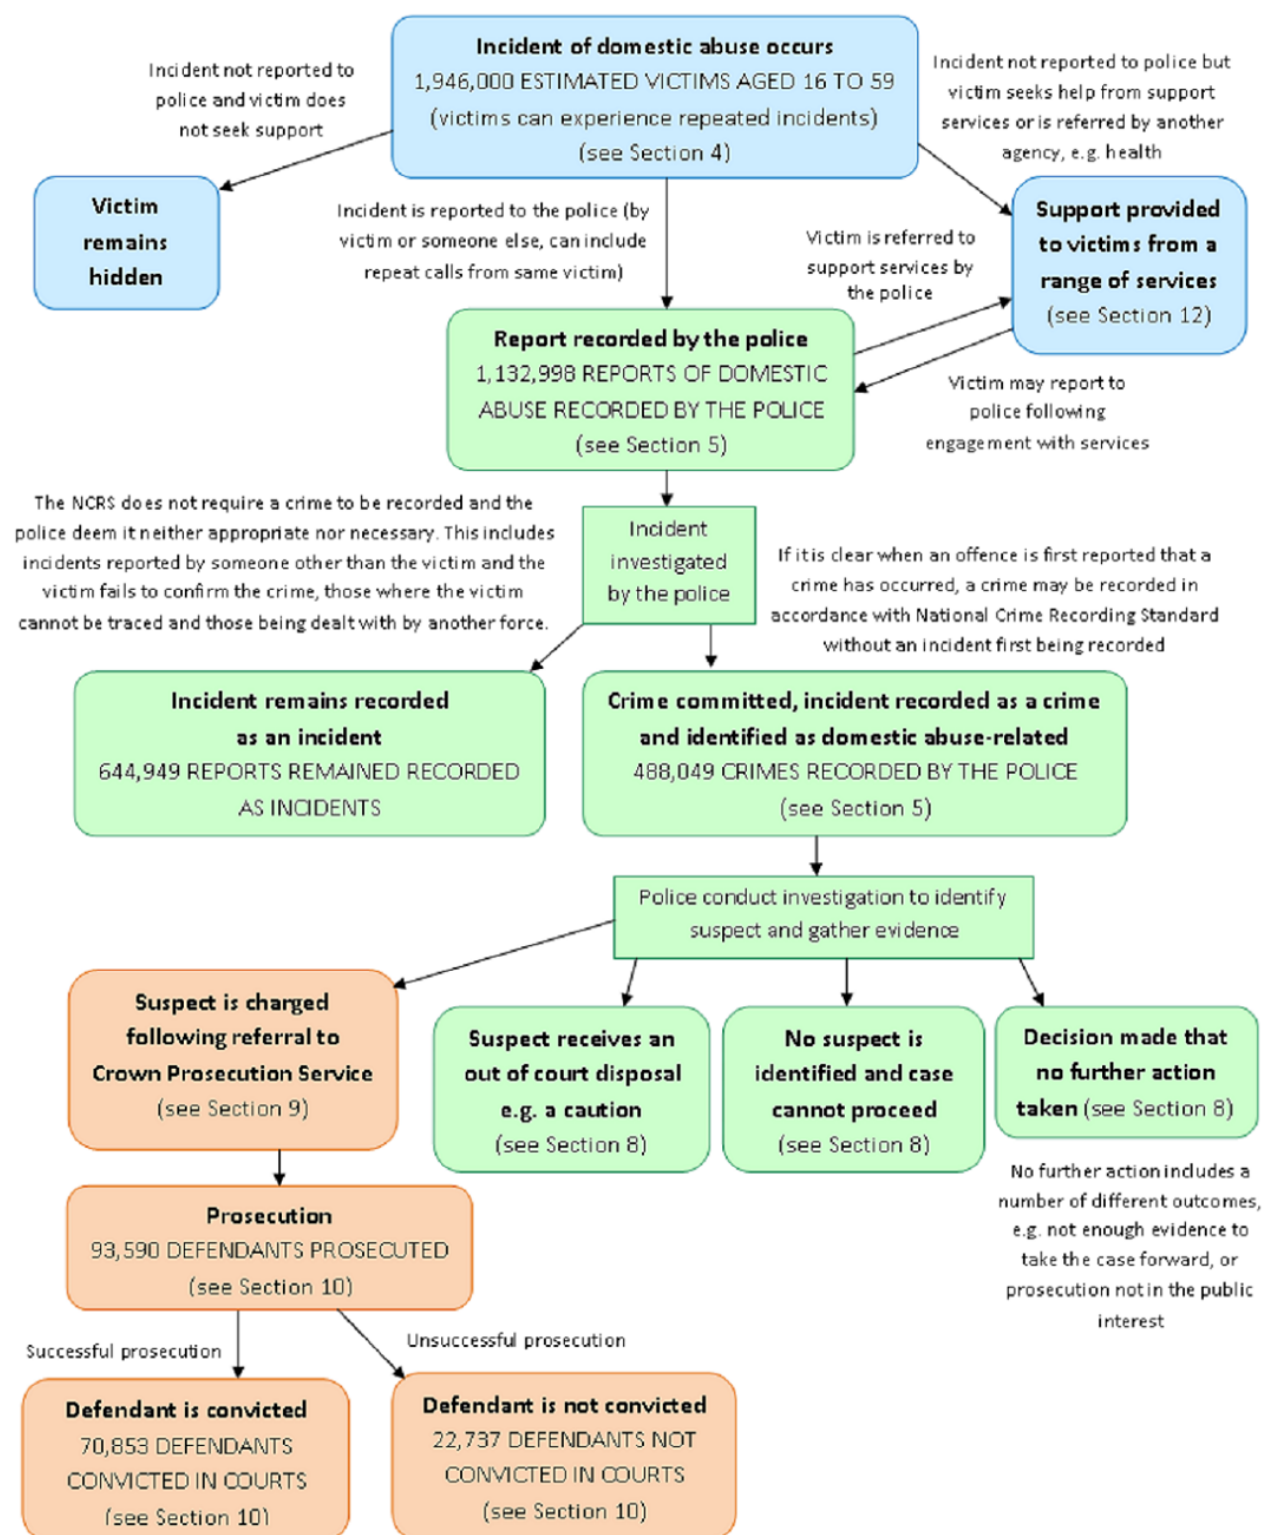 Incident of domestic abuse occurs
1,946,000 ESTIMATED VICTIMS AGED 16 TO 59
(victims can experience repeated incidents)
(see Section 4)
Incident not reported to
police and victim does
not seek support
Incident not reported to police but
victim seeks help from support
services or is referred by another
agency, e.g. health
Victim
remains
hidden
Incident is reported to the police (by
victim or someone else, can include
repeat calls from same victim)
Victim is referred to
support services by
the police
Support provided
to victims from a
range of services
(see Section 12)
Report recorded by the police
1,132,998 REPORTS OF DOMESTIC
ABUSE RECORDED BY THE POLICE
(see Section 5)
Victim may report to
police following
engagement with services
The NCRS does not require a crime to be recorded and the
police deem it neither appropriate nor necessary. This includes
incidents reported by someone other than the victim and the
victim fails to confirm the crime, those where the victim
cannot be traced and those being dealt with by another force.
Incident
investigated
by the police
If it is clear when an offence is first reported that a
crime has occurred, a crime may be recorded in
accordance with National Crime Recording Standard
without an incident first being recorded
Incident remains recorded
as an incident
644,949 REPORTS REMAINED RECORDED
AS INCIDENTS
Crime committed, incident recorded as a crime
and identified as domestic abuse-related
488,049 CRIMES RECORDED BY THE POLICE
(see Section 5)
Police conduct investigation to identify
suspect and gather evidence
Suspect is charged
following referral to
Crown Prosecution Service
(see Section 9)
Suspect receives an
out of court disposal
e.g. a caution
(see Section 8)
No suspect is
identified and case
cannot proceed
(see Section 8)
Decision made that
no further action
taken (see Section 8)
No further action includes a
number of different outcomes,
e.g. not enough evidence to
take the case forward, or
prosecution not in the public
interest
Prosecution
93,590 DEFENDANTS PROSECUTED
(see Section 10)
Successful prosecution
Unsuccessful prosecution
Defendant is convicted
70,853 DEFENDANTS
CONVICTED IN COURTS
(see Section 10)
Defendant is not convicted
22,737 DEFENDANTS NOT
CONVICTED IN COURTS
(see Section 10)